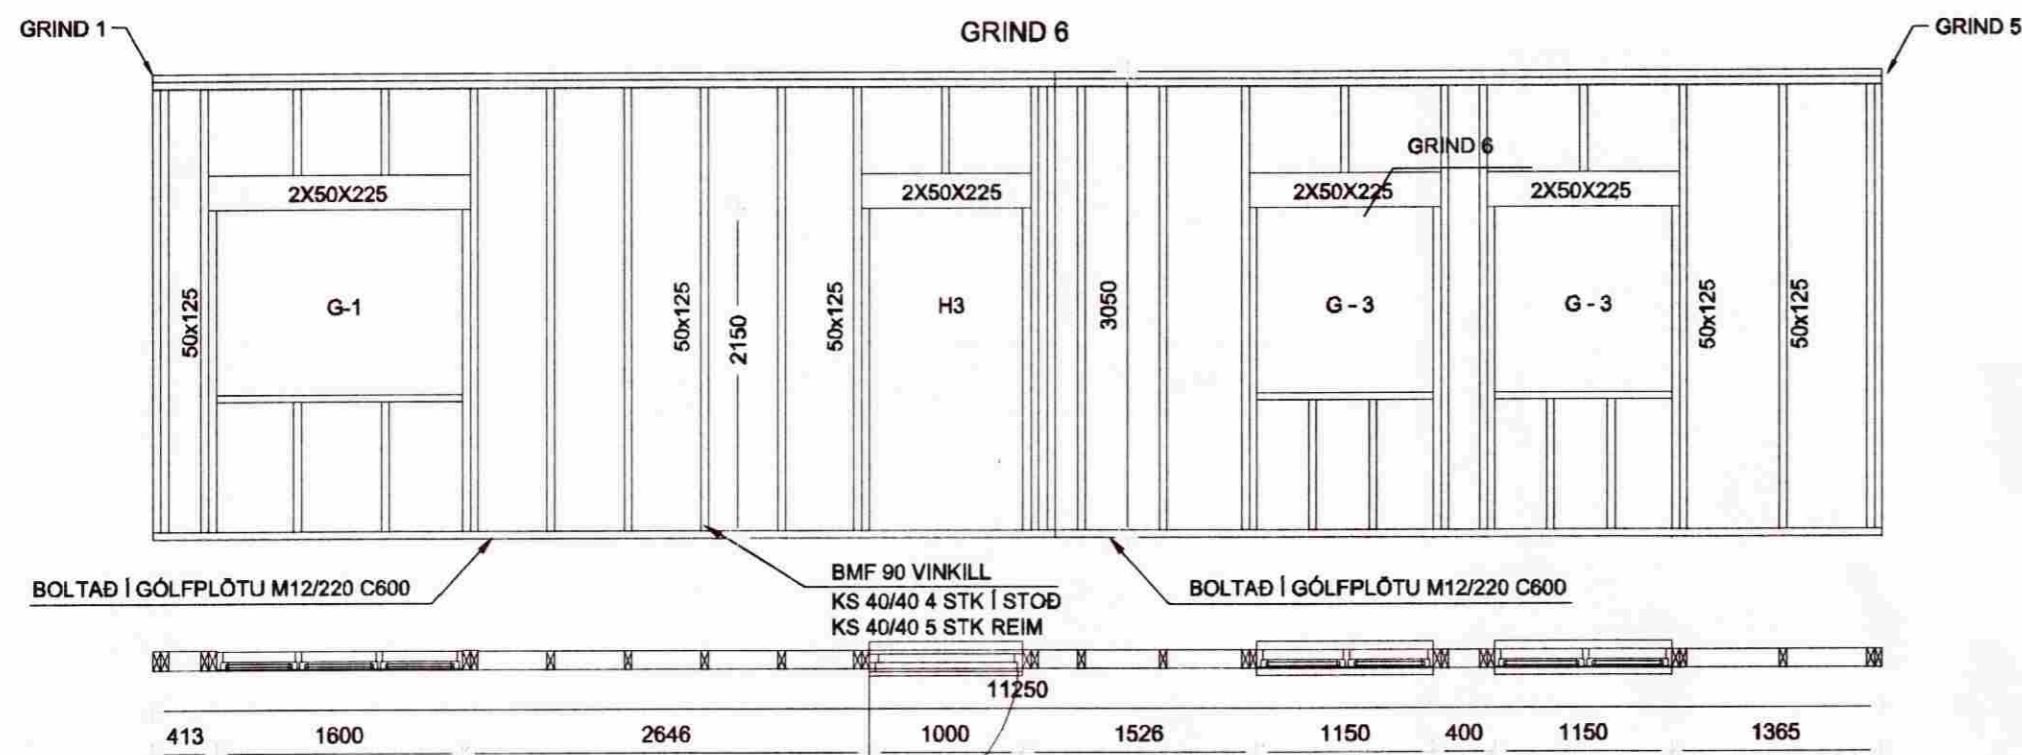 GRIND 1
GRIND 6
GRIND 5
GRIND 6
2X50X225
2X50X225
2X50X225
2X50X225
50x125
G-1
50x125
2150
50x125
H3
3050
G - 3
G - 3
50x125
50x125
BOLTAÐ Í GÓLFPLÖTU M12/220 C600
BMF 90 VINKILL
KS 40/40 4 STK Í STOÐ
KS 40/40 5 STK REIM
BOLTAÐ Í GÓLFPLÖTU M12/220 C600
11250
413 1600 2646 1000 1526 1150 400 1150 1365